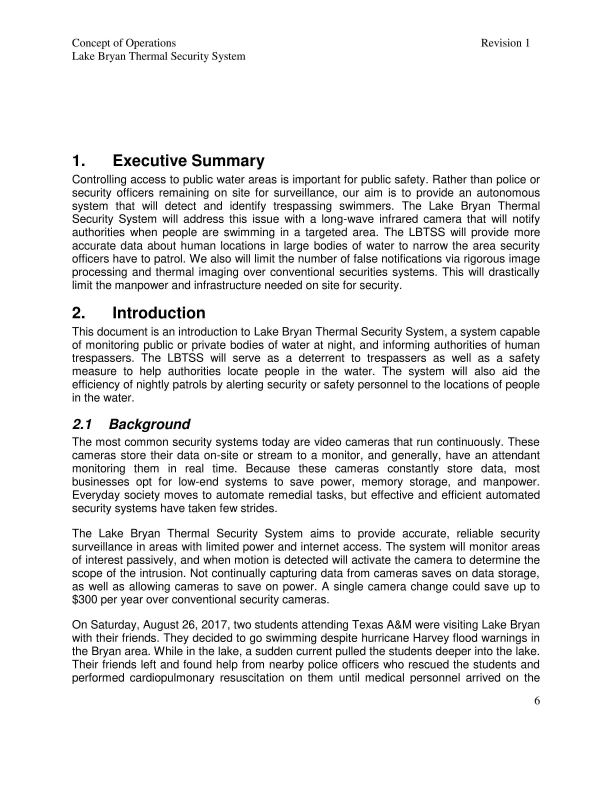 Concept of Operations Revision 1
Lake Bryan Thermal Security System
1. Executive Summary
Controlling access to public water areas is important for public safety. Rather than police or
security officers remaining on site for surveillance, our aim is to provide an autonomous
system that will detect and identify trespassing swimmers. The Lake Bryan Thermal
Security System will address this issue with a long-wave infrared camera that will notify
authorities when people are swimming in a targeted area. The LBTSS will provide more
accurate data about human locations in large bodies of water to narrow the area security
officers have to patrol. We also will limit the number of false notifications via rigorous image
processing and thermal imaging over conventional securities systems. This will drastically
limit the manpower and infrastructure needed on site for security.
2. Introduction
This document is an introduction to Lake Bryan Thermal Security System, a system capable
of monitoring public or private bodies of water at night, and informing authorities of human
trespassers. The LBTSS will serve as a deterrent to trespassers as well as a safety
measure to help authorities locate people in the water. The system will also aid the
efficiency of nightly patrols by alerting security or safety personnel to the locations of people
in the water.
2.1 Background
The most common security systems today are video cameras that run continuously. These
cameras store their data on-site or stream to a monitor, and generally, have an attendant
monitoring them in real time. Because these cameras constantly store data, most
businesses opt for low-end systems to save power, memory storage, and manpower.
Everyday society moves to automate remedial tasks, but effective and efficient automated
security systems have taken few strides.
The Lake Bryan Thermal Security System aims to provide accurate, reliable security
surveillance in areas with limited power and internet access. The system will monitor areas
of interest passively, and when motion is detected will activate the camera to determine the
scope of the intrusion. Not continually capturing data from cameras saves on data storage,
as well as allowing cameras to save on power. A single camera change could save up to
$300 per year over conventional security cameras.
On Saturday, August 26, 2017, two students attending Texas A&M were visiting Lake Bryan
with their friends. They decided to go swimming despite hurricane Harvey flood warnings in
the Bryan area. While in the lake, a sudden current pulled the students deeper into the lake.
Their friends left and found help from nearby police officers who rescued the students and
performed cardiopulmonary resuscitation on them until medical personnel arrived on the
6